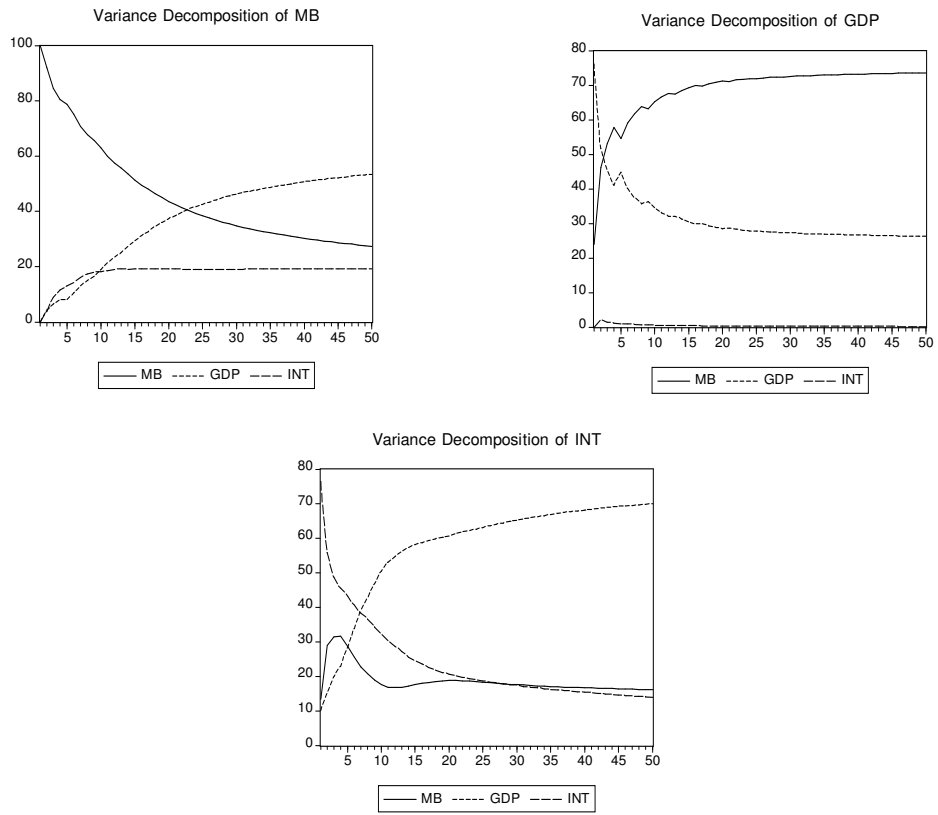 Variance Decomposition of MB
100
80
60
40
20
0
5 10 15 20 25 30 35 40 45 50
MB GDP INT
Variance Decomposition of GDP
80
70
60
50
40
30
20
10
0
5 10 15 20 25 30 35 40 45 50
MB GDP INT
Variance Decomposition of INT
80
70
60
50
40
30
20
10
0
5 10 15 20 25 30 35 40 45 50
MB GDP INT